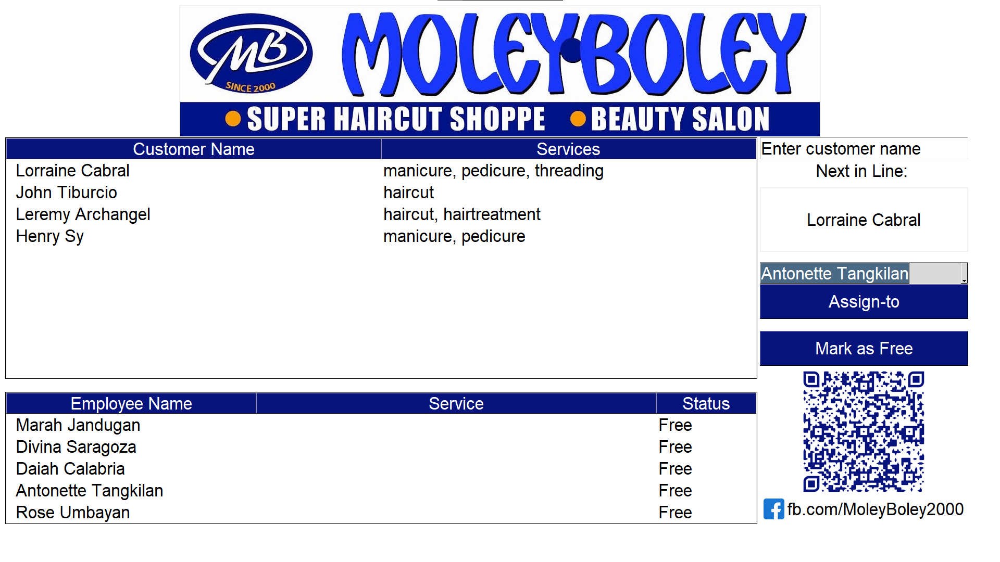 MB
SINCE 2000
MOLEY BOLEY
SUPER HAIRCUT SHOPPE BEAUTY SALON
Customer Name Services
Lorraine Cabral manicure, pedicure, threading
John Tiburcio haircut
Leremy Archangel haircut, hairtreatment
Henry Sy manicure, pedicure
Enter customer name
Next in Line:
Lorraine Cabral
Antonette Tangkilan
Assign-to
Mark as Free
Employee Name Service Status
Marah Jandugan Free
Divina Saragoza Free
Daiah Calabria Free
Antonette Tangkilan Free
Rose Umbayan Free
fb.com/MoleyBoley2000